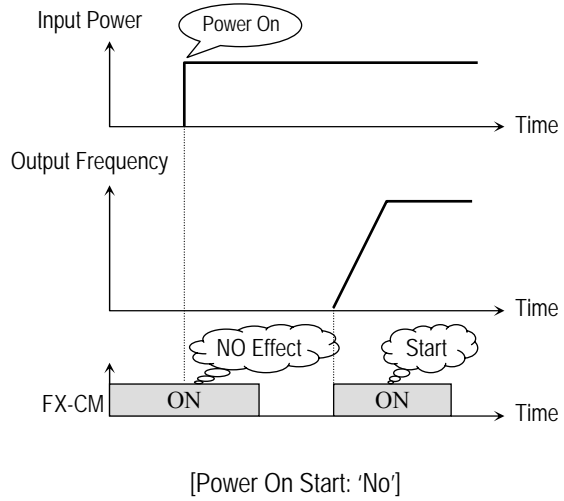 Input Power
Power On
Time
Output Frequency
Time
NO Effect
Start
FX-CM
ON
ON
Time
[Power On Start: ‘No’]